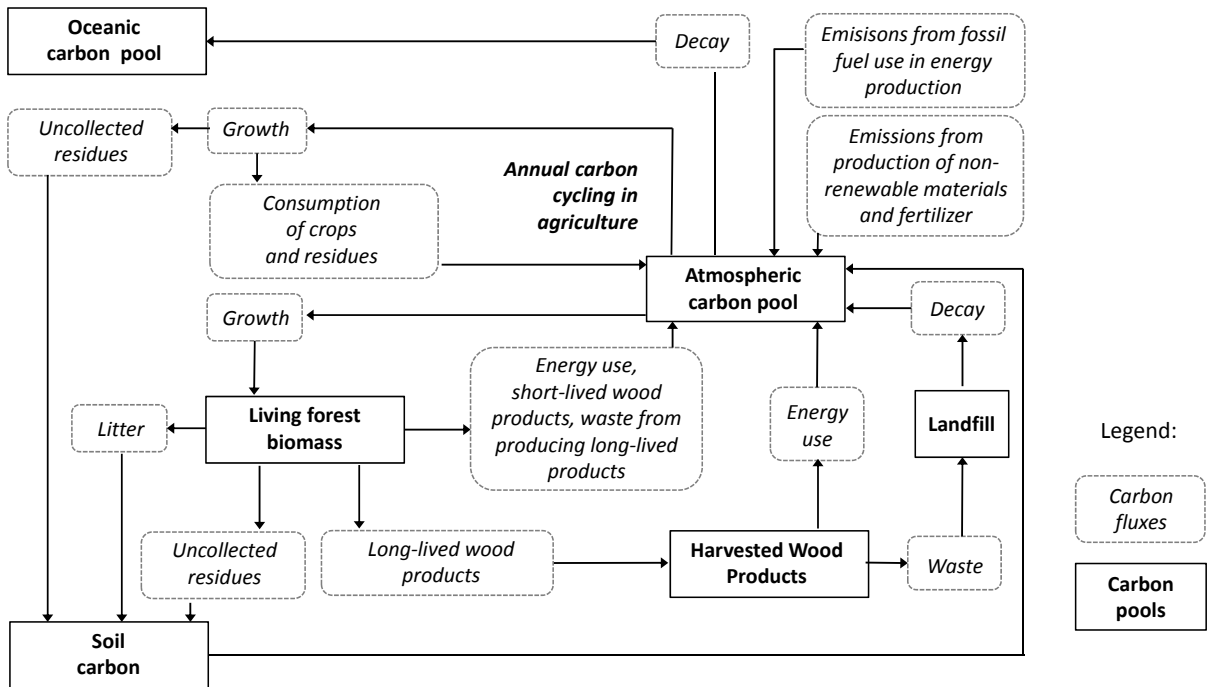 Oceanic
carbon pool
Decay
Emisisons from fossil
fuel use in energy
production
Uncollected
residues
Growth
Emissions from
production of non-
renewable materials
and fertilizer
Annual carbon
cycling in
agriculture
Consumption
of crops
and residues
Atmospheric
carbon pool
Growth
Decay
Energy use,
short-lived wood
products, waste from
producing long-lived
products
Energy
use
Landfill
Litter
Living forest
biomass
Legend:
Carbon
fluxes
Uncollected
residues
Long-lived wood
products
Harvested Wood
Products
Waste
Carbon
pools
Soil
carbon